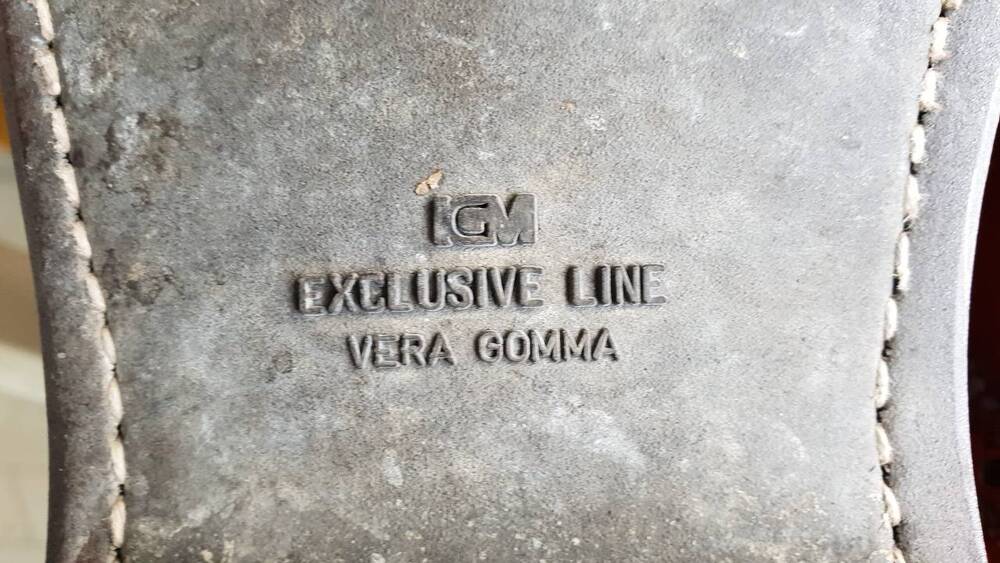 IGM
EXCLUSIVE LINE
VERA GOMMA